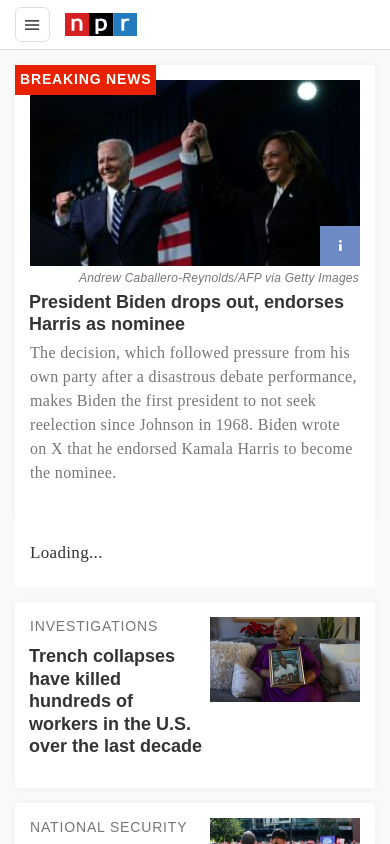 npr
BREAKING NEWS
i
Andrew Caballero-Reynolds/AFP via Getty Images
President Biden drops out, endorses
Harris as nominee
The decision, which followed pressure from his
own party after a disastrous debate performance,
makes Biden the first president to not seek
reelection since Johnson in 1968. Biden wrote
on X that he endorsed Kamala Harris to become
the nominee.
Loading...
INVESTIGATIONS
Trench collapses
have killed
hundreds of
workers in the U.S.
over the last decade
NATIONAL SECURITY